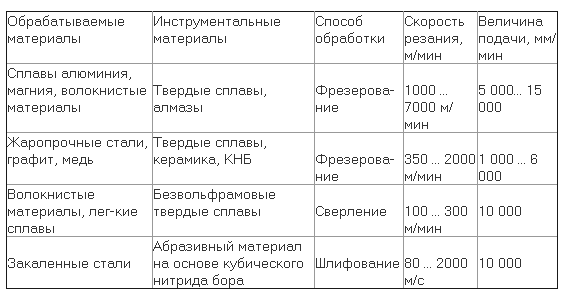 Обрабатываемые материалы | Инструментальные материалы | Способ обработки | Скорость резания, м/мин | Величина подачи, мм/мин
Сплавы алюминия, магния, волокнистые материалы | Твердые сплавы, алмазы | Фрезерова-ние | 1000 ... 7000 м/мин | 5 000... 15 000
Жаропрочные стали, графит, медь | Твердые сплавы, керамика, КНБ | Фрезерова-ние | 350 ... 2000 м/мин | 1 000 ... 6 000
Волокнистые материалы, лег-кие сплавы | Безвольфрамовые твердые сплавы | Сверление | 100 ... 300 м/мин | 10 000
Закаленные стали | Абразивный материал на основе кубического нитрида бора | Шлифование | 80 ... 2000 м/с | 10 000